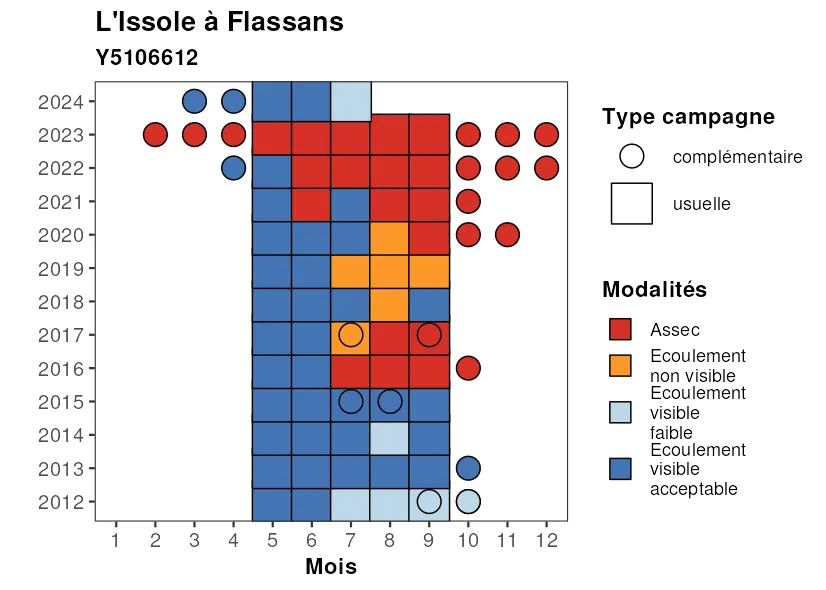 L'Issole à Flassans
Y5106612
2024
2023
2022
2021
2020
2019
2018
2017
2016
2015
2014
2013
2012
1 2 3 4 5 6 7 8 9 10 11 12
Mois
Type campagne
complémentaire
usuelle
Modalités
Assec
Ecoulement
non visible
Ecoulement
visible
faible
Ecoulement
visible
acceptable